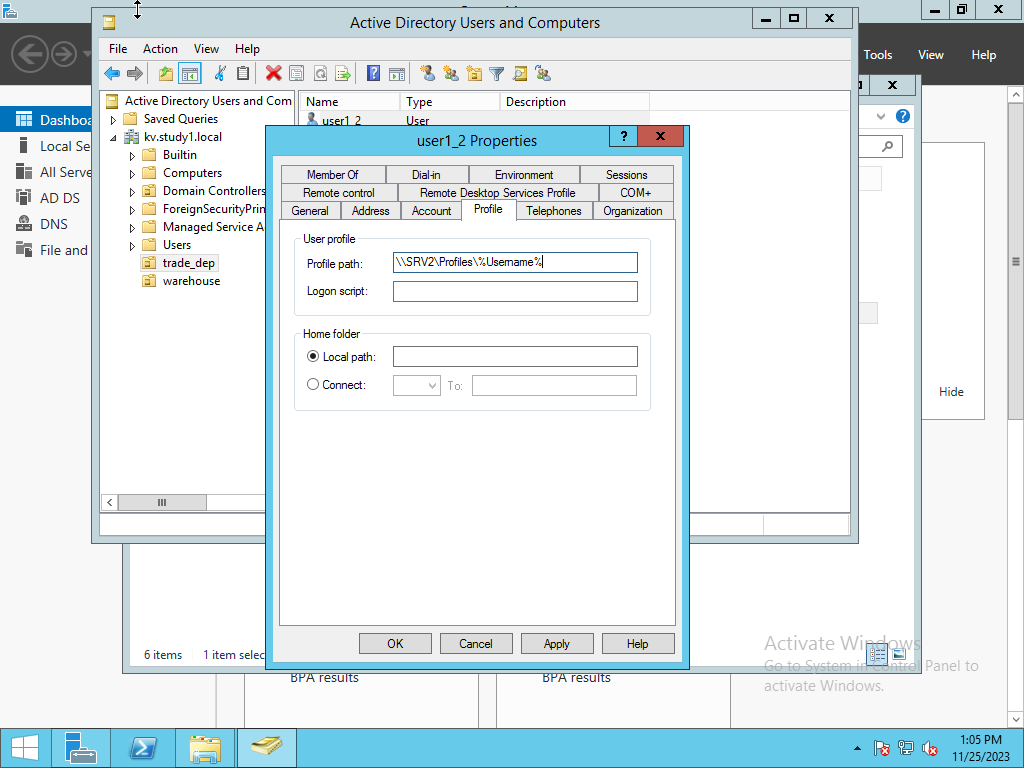 Active Directory Users and Computers
File Action View Help
Tools View Help
Active Directory Users and Com
Saved Queries
kv.study1.local
Builtin
Computers
Domain Controllers
ForeignSecurityPrin
Managed Service A
Users
trade_dep
warehouse
Name Type Description
user1_2 User
Dashboa
Local Se
All Serve
AD DS
DNS
File and
user1_2 Properties
Member Of Dial-in Environment Sessions
Remote control Remote Desktop Services Profile COM+
General Address Account Profile Telephones Organization
User profile
Profile path: \\SRV2\Profiles\%Username%
Logon script:
Home folder
Local path:
Connect: To:
OK Cancel Apply Help
Hide
6 items 1 item selec
BPA results BPA results
Activate Windows
Go to System in Control Panel to
activate Windows.
1:05 PM
11/25/2023